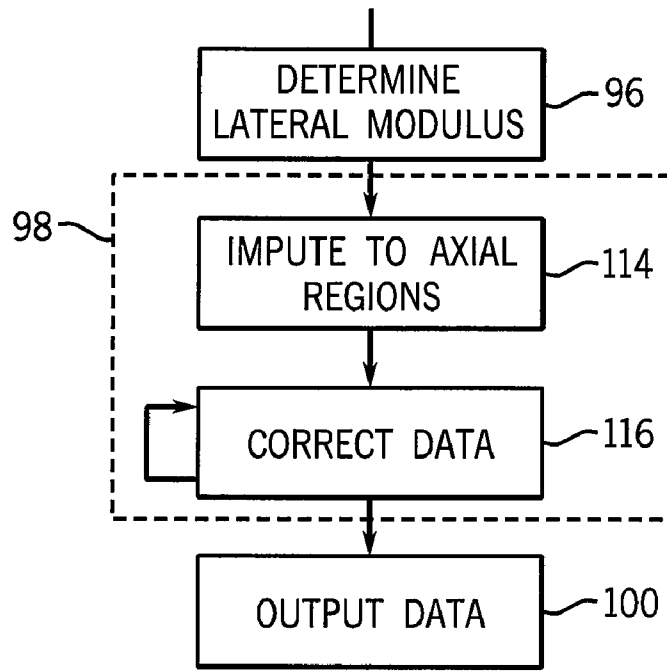 DETERMINE
LATERAL MODULUS
96
98
IMPUTE TO AXIAL
REGIONS
114
CORRECT DATA
116
OUTPUT DATA
100